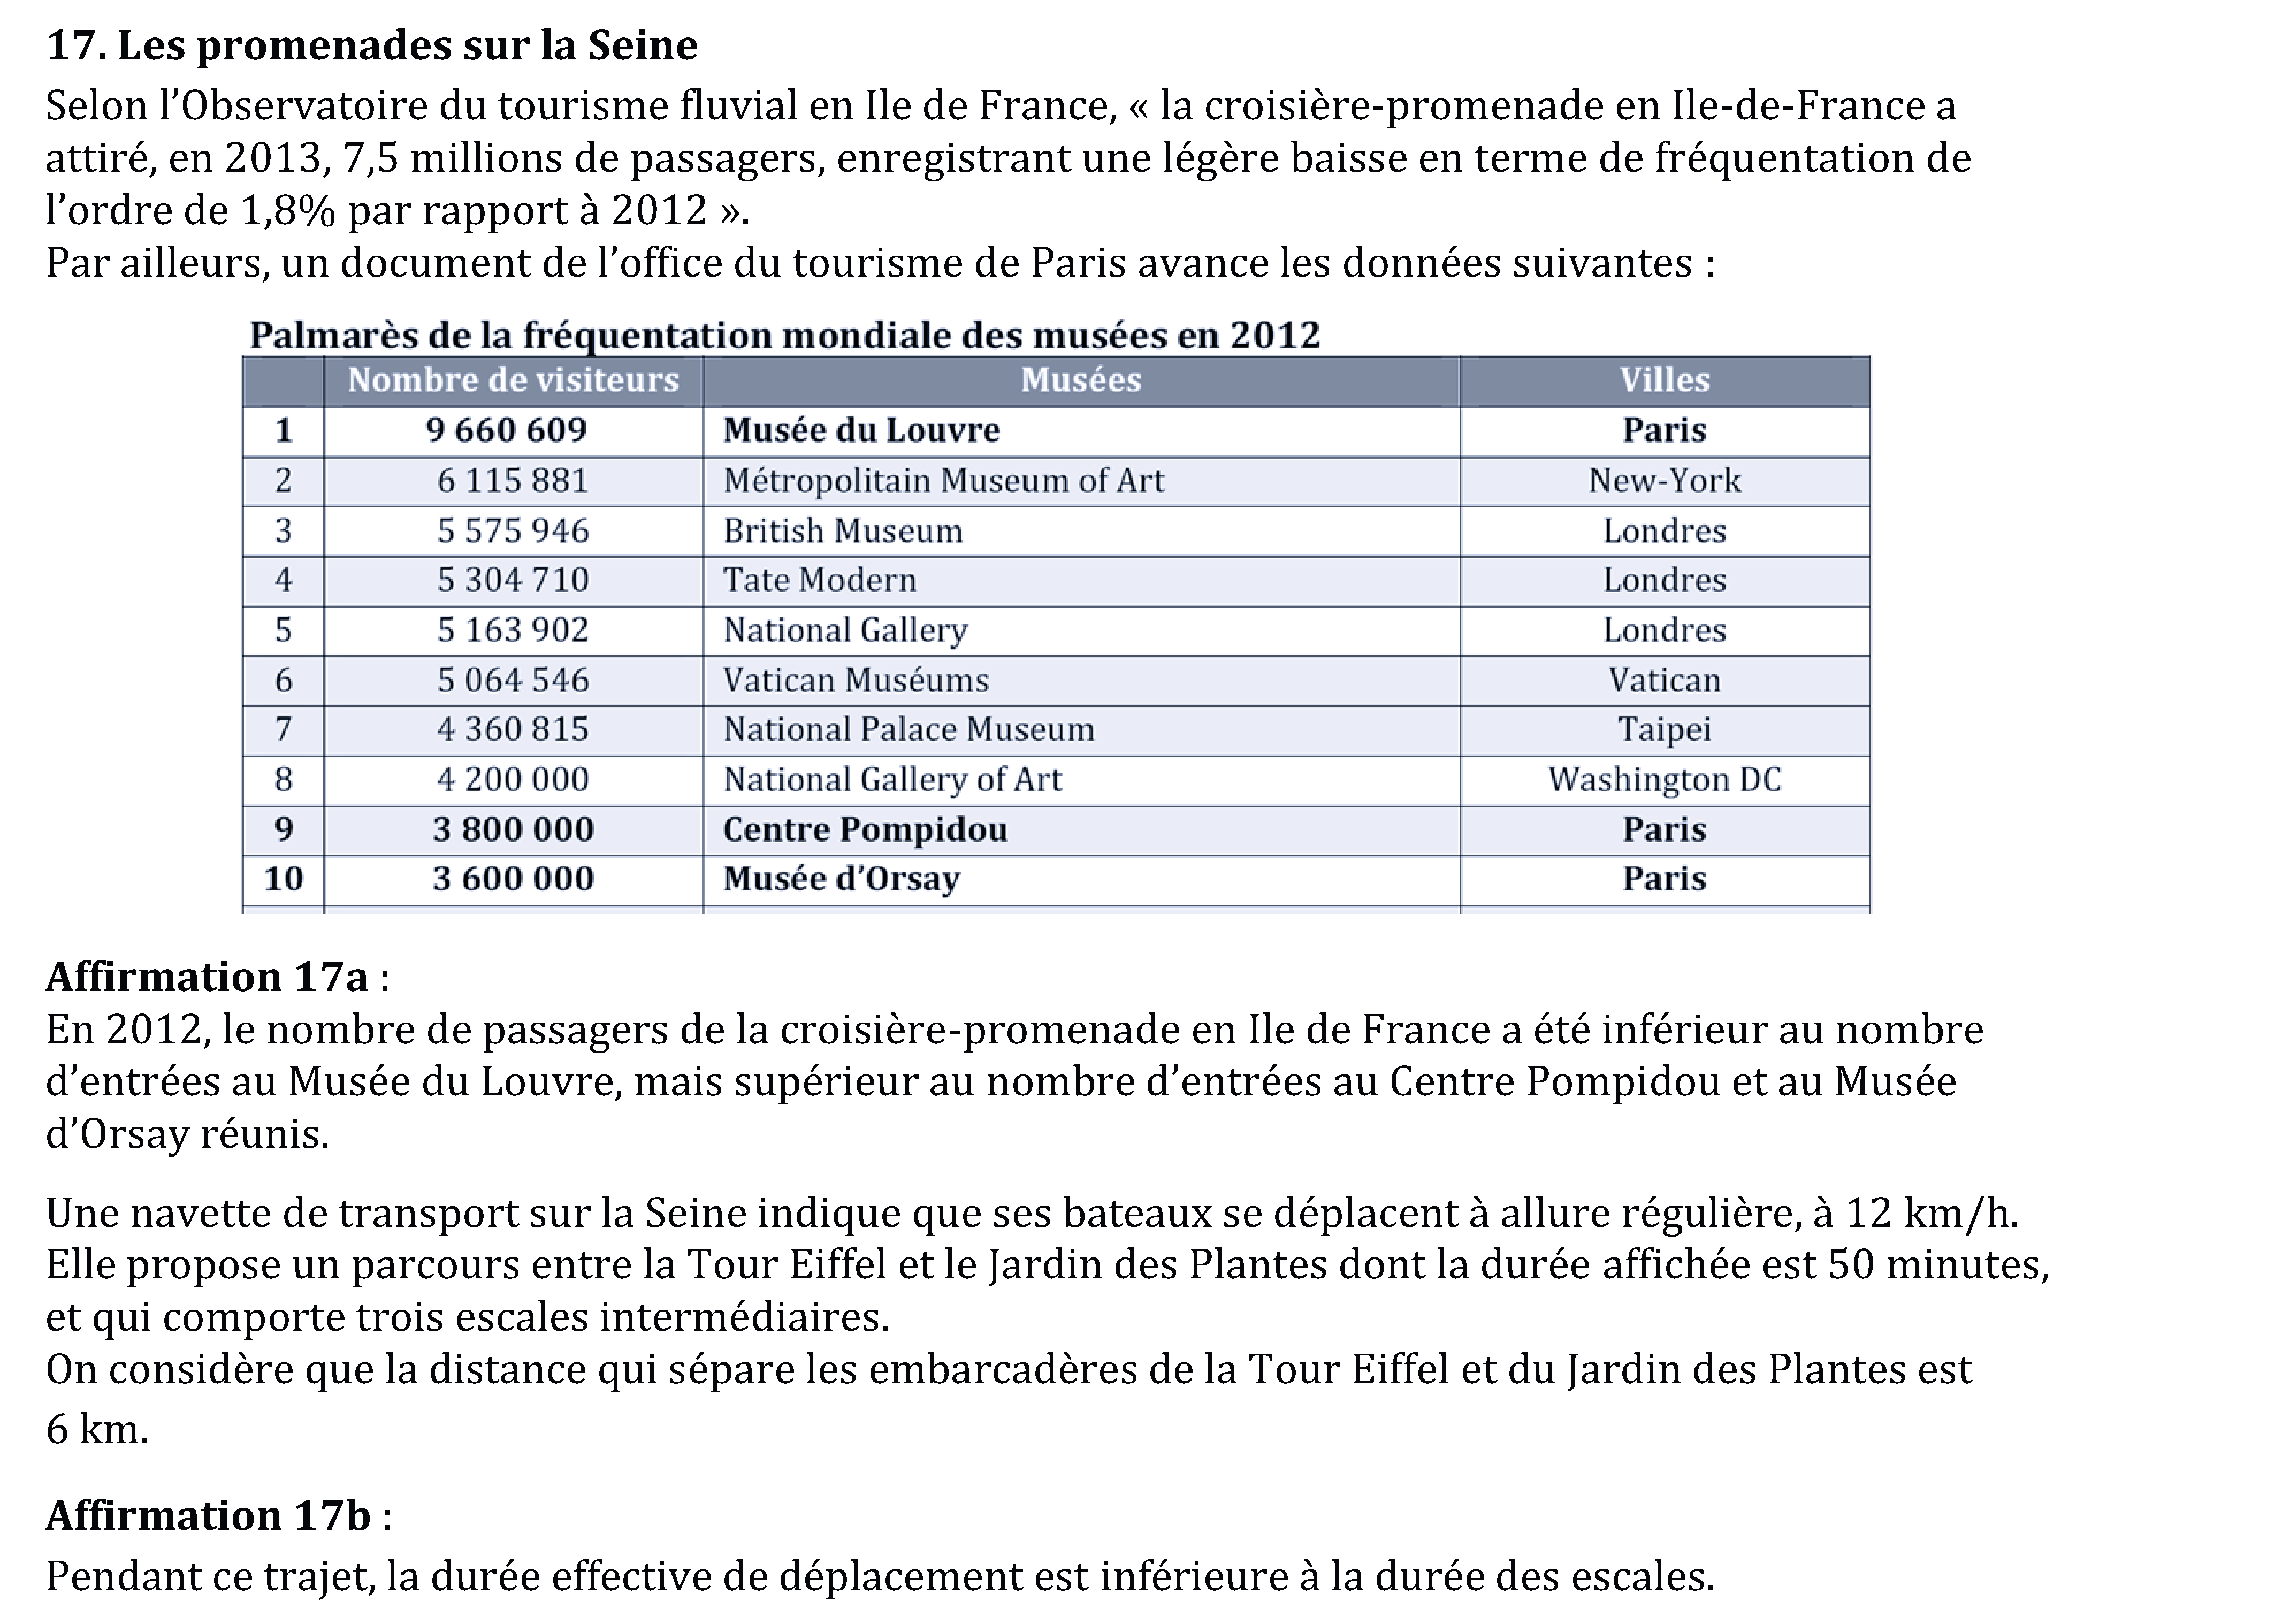 17. Les promenades sur la Seine
Selon l’Observatoire du tourisme fluvial en Ile de France, « la croisière-promenade en Ile-de-France a
attiré, en 2013, 7,5 millions de passagers, enregistrant une légère baisse en terme de fréquentation de
l’ordre de 1,8% par rapport à 2012 ».
Par ailleurs, un document de l’office du tourisme de Paris avance les données suivantes :
Palmarès de la fréquentation mondiale des musées en 2012
Nombre de visiteurs Musées Villes
1 9 660 609 Musée du Louvre Paris
2 6 115 881 Métropolitain Museum of Art New-York
3 5 575 946 British Museum Londres
4 5 304 710 Tate Modern Londres
5 5 163 902 National Gallery Londres
6 5 064 546 Vatican Muséums Vatican
7 4 360 815 National Palace Museum Taipei
8 4 200 000 National Gallery of Art Washington DC
9 3 800 000 Centre Pompidou Paris
10 3 600 000 Musée d’Orsay Paris
Affirmation 17a :
En 2012, le nombre de passagers de la croisière-promenade en Ile de France a été inférieur au nombre
d’entrées au Musée du Louvre, mais supérieur au nombre d’entrées au Centre Pompidou et au Musée
d’Orsay réunis.
Une navette de transport sur la Seine indique que ses bateaux se déplacent à allure régulière, à 12 km/h.
Elle propose un parcours entre la Tour Eiffel et le Jardin des Plantes dont la durée affichée est 50 minutes,
et qui comporte trois escales intermédiaires.
On considère que la distance qui sépare les embarcadères de la Tour Eiffel et du Jardin des Plantes est
6 km.
Affirmation 17b :
Pendant ce trajet, la durée effective de déplacement est inférieure à la durée des escales.